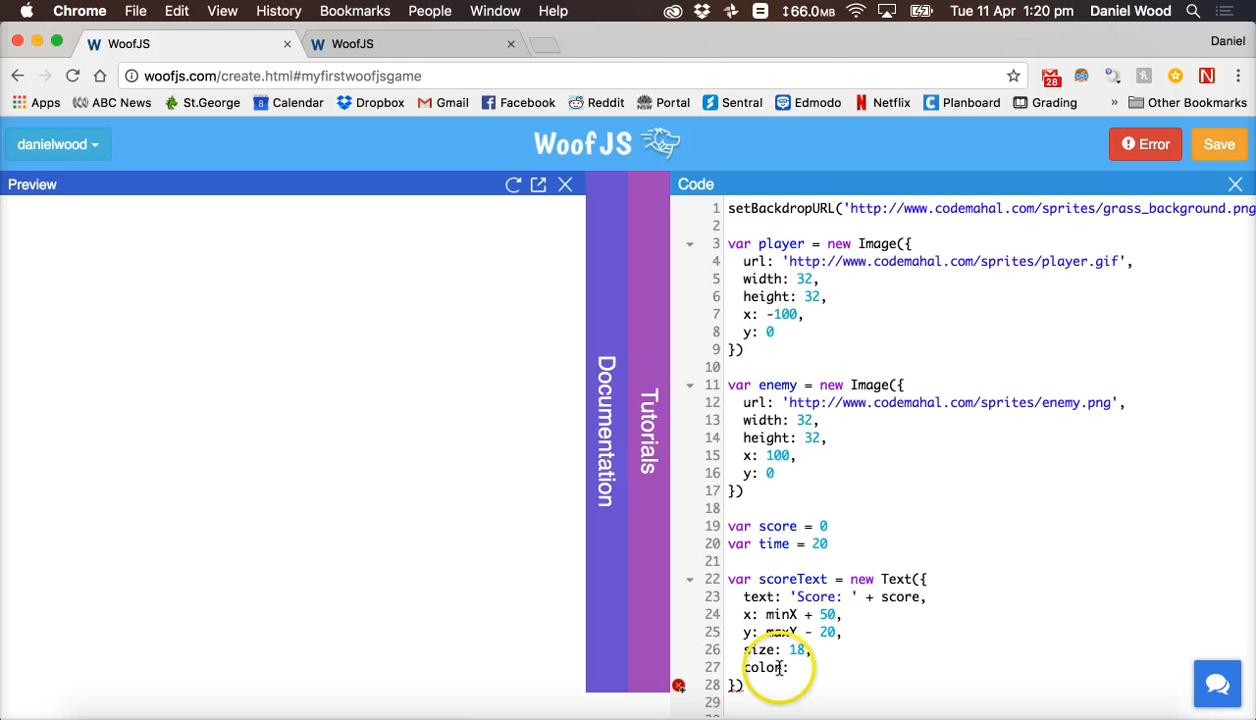 Chrome File Edit View History Bookmarks People Window Help 66.0MB Tue 11 Apr 1:20 pm Daniel Wood
W WoofJS × W WoofJS × Daniel
woofjs.com/create.html#myfirstwoofjsgame 28
Apps ABC News St.George 8 Calendar Dropbox Gmail Facebook Reddit NSW Portal Sentral Edmodo Netflix Planboard Grading » Other Bookmarks
danielwood WoofJS Error Save
Preview Code
Documentation
Tutorials
1 setBackdropURL('http://www.codemahal.com/sprites/grass_background.png
2
3 var player = new Image({
4 url: 'http://www.codemahal.com/sprites/player.gif',
5 width: 32,
6 height: 32,
7 x: -100,
8 y: 0
9 })
10
11 var enemy = new Image({
12 url: 'http://www.codemahal.com/sprites/enemy.png',
13 width: 32,
14 height: 32,
15 x: 100,
16 y: 0
17 })
18
19 var score = 0
20 var time = 20
21
22 var scoreText = new Text({
23 text: 'Score: ' + score,
24 x: minX + 50,
25 y: maxY - 20,
26 size: 18,
27 color:
28 })
29